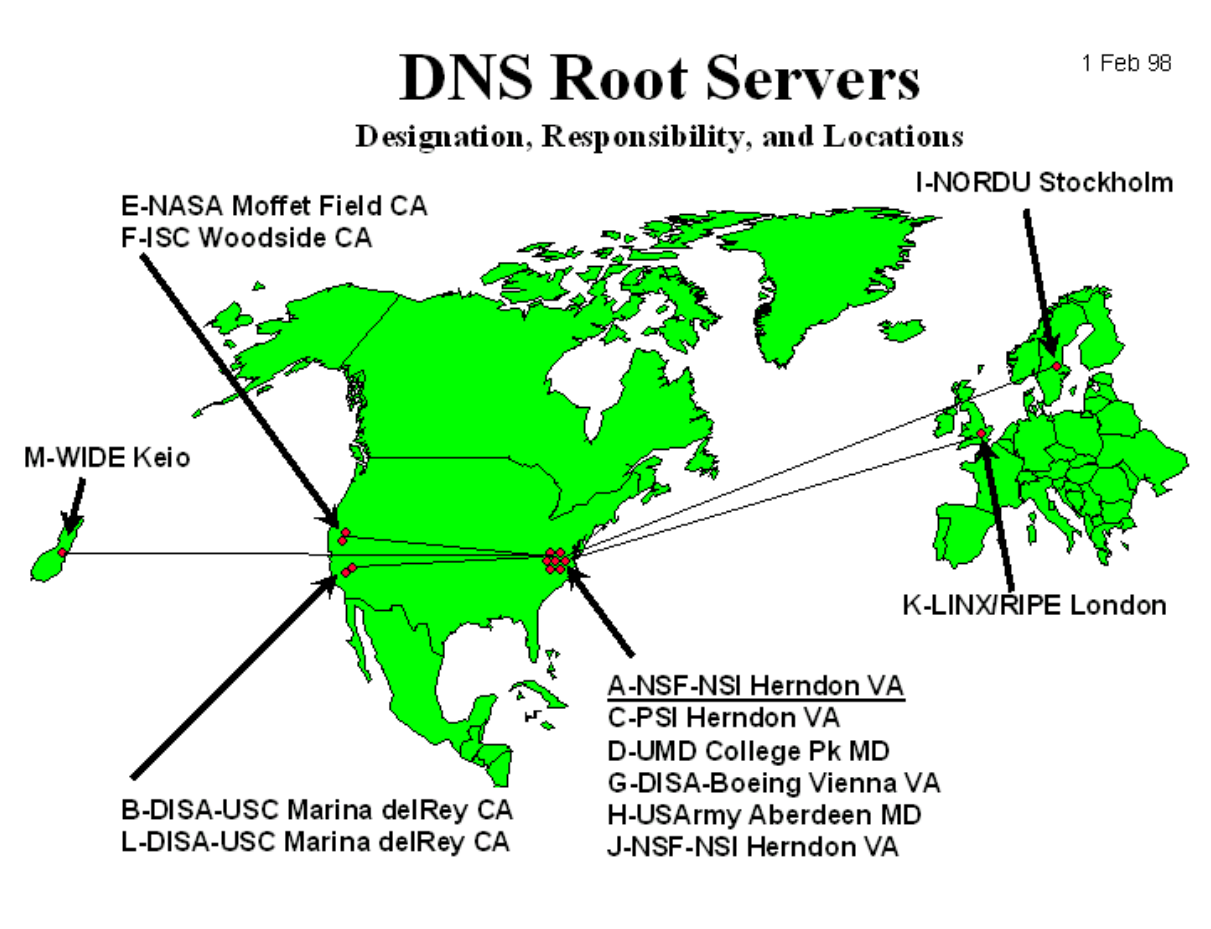 DNS Root Servers
1 Feb 98
Designation, Responsibility, and Locations
I-NORDU Stockholm
E-NASA Moffet Field CA
F-ISC Woodside CA
M-WIDE Keio
K-LINX/RIPE London
A-NSF-NSI Herndon VA
C-PSI Herndon VA
D-UMD College Pk MD
G-DISA-Boeing Vienna VA
H-USArmy Aberdeen MD
J-NSF-NSI Herndon VA
B-DISA-USC Marina delRey CA
L-DISA-USC Marina delRey CA